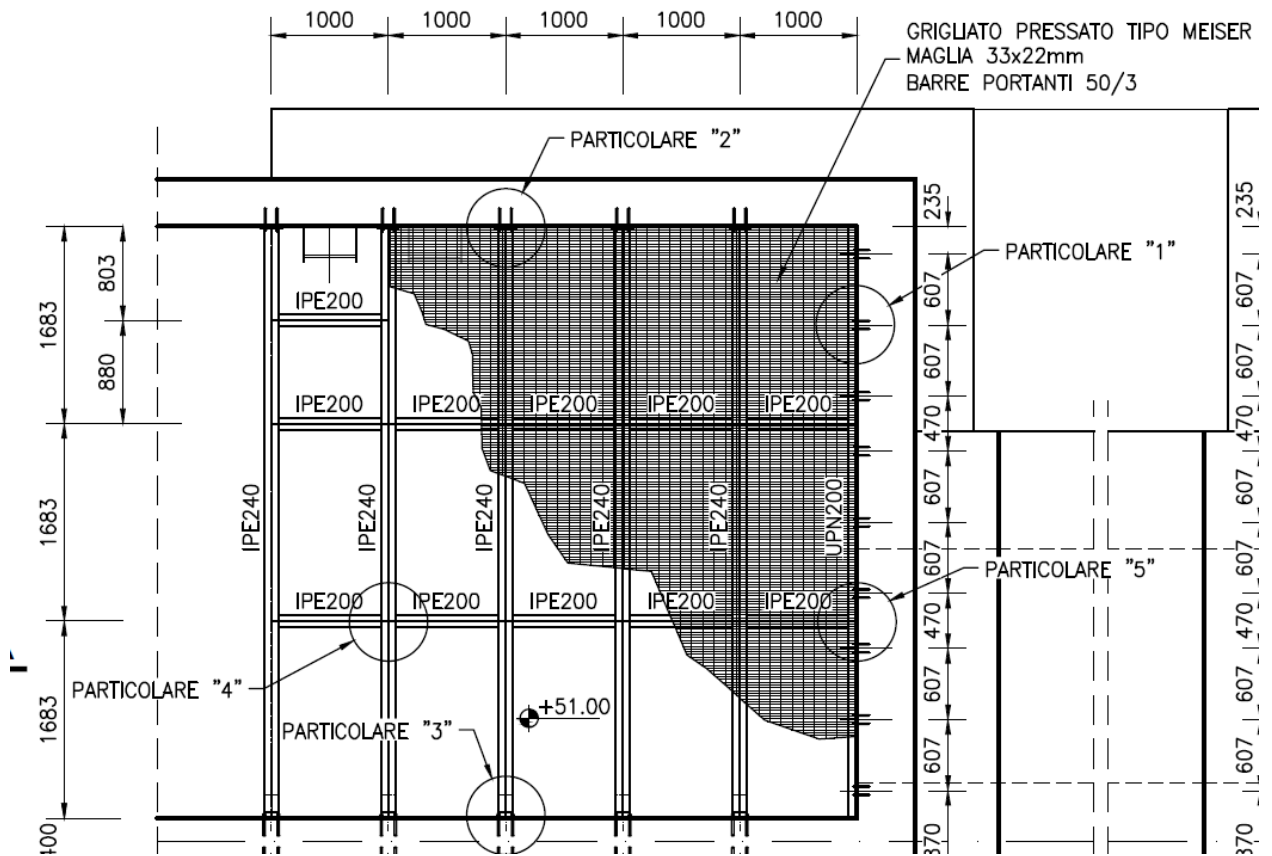 1000 1000 1000 1000 1000
GRIGLIATO PRESSATO TIPO MEISER
MAGLIA 33x22mm
BARRE PORTANTI 50/3
PARTICOLARE "2"
235 235
PARTICOLARE "1"
1683 803 607 607
IPE200
880 607 607
IPE200 IPE200 IPE200 IPE200 IPE200
470 470
1683 IPE240 IPE240 IPE240 IPE240 IPE240 UPN200 607 607
607 607
PARTICOLARE "5"
IPE200 IPE200 IPE200 IPE200 IPE200
470 470
PARTICOLARE "4"
1683 607 607
+51.00
PARTICOLARE "3"
607 607